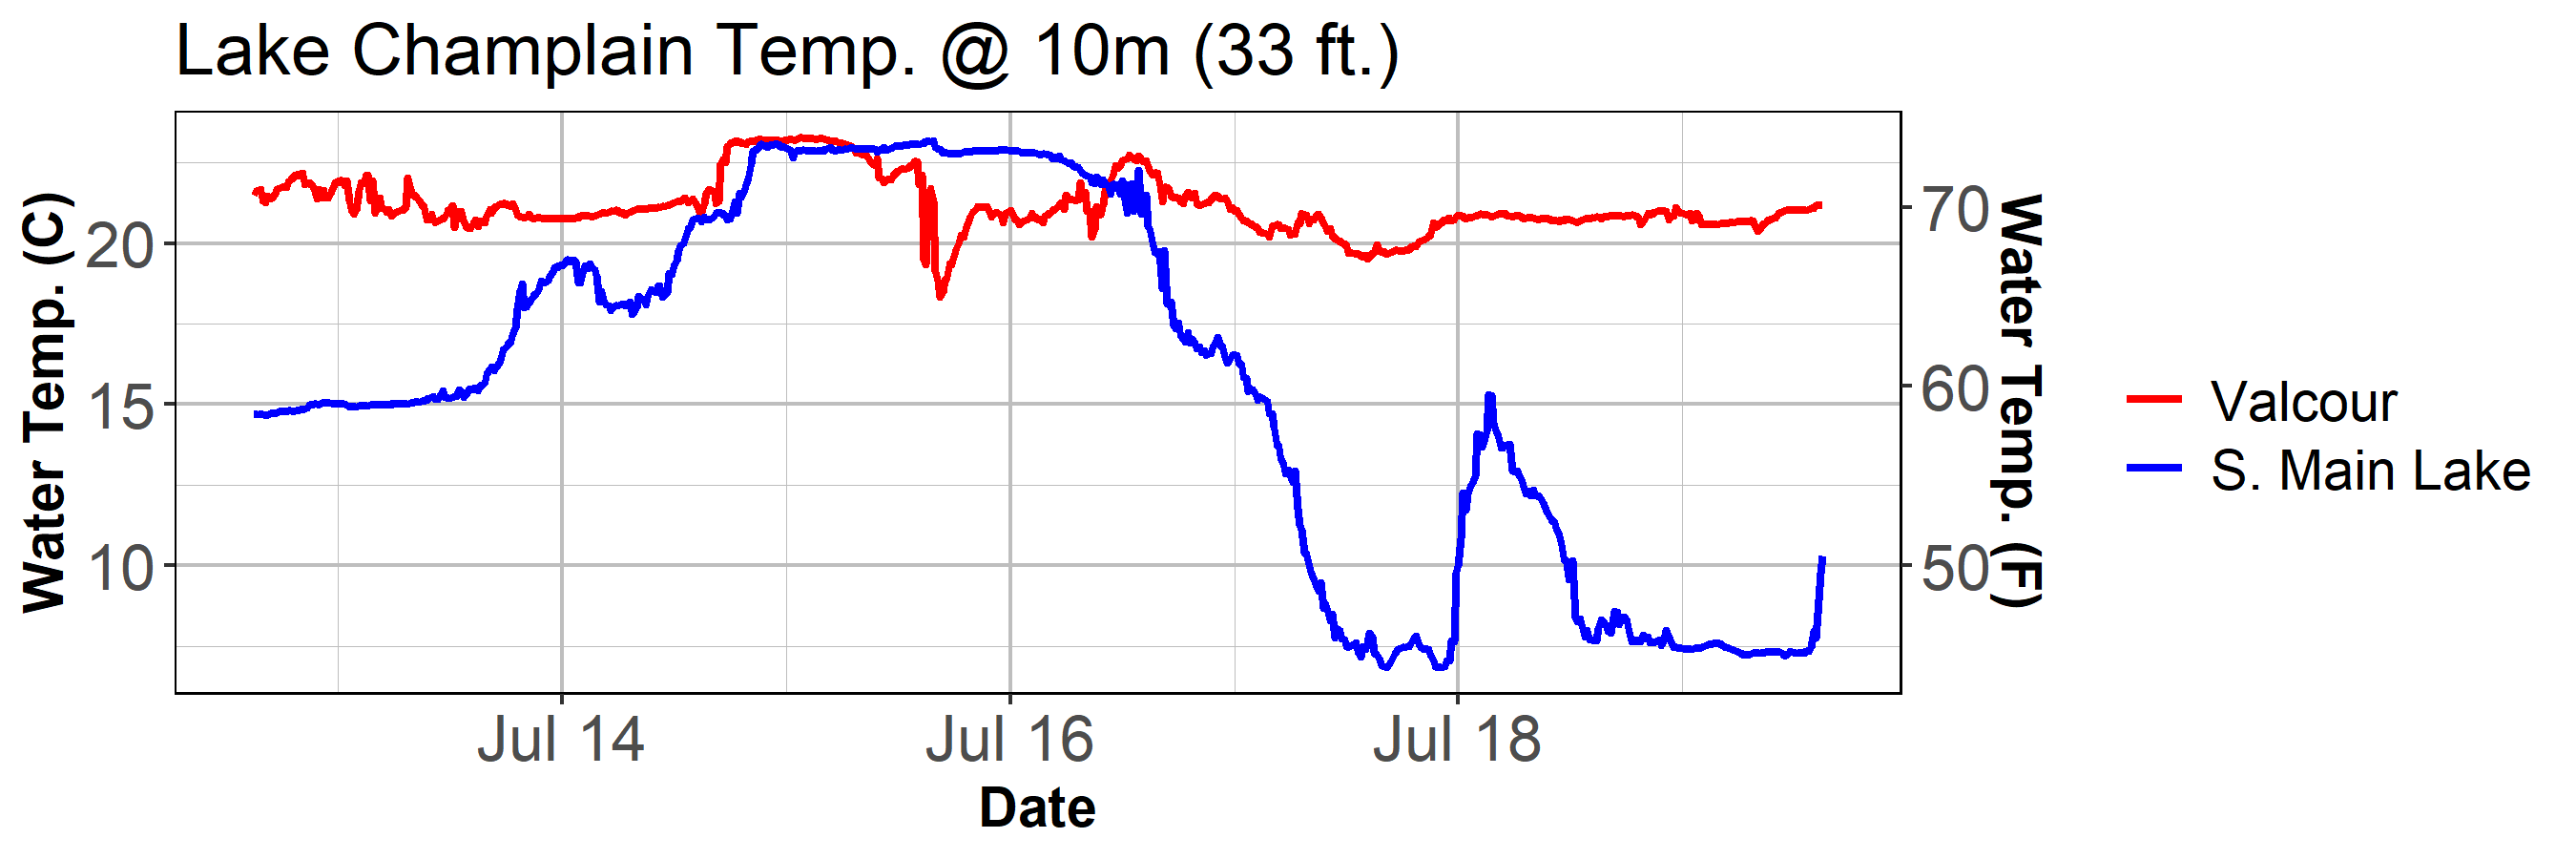 Lake Champlain Temp. @ 10m (33 ft.)
Water Temp. (C)
20
15
10
70
60
50
Water Temp. (F)
Jul 14
Jul 16
Jul 18
Date
Valcour
S. Main Lake